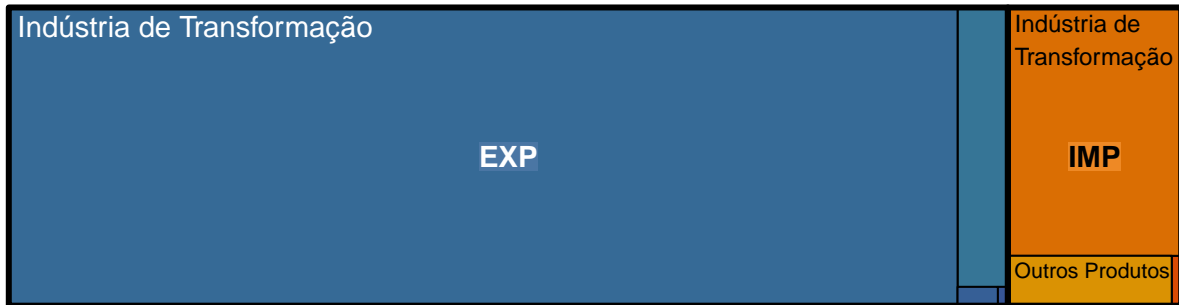 Indústria de Transformação
EXP
Indústria de
Transformação
IMP
Outros Produtos